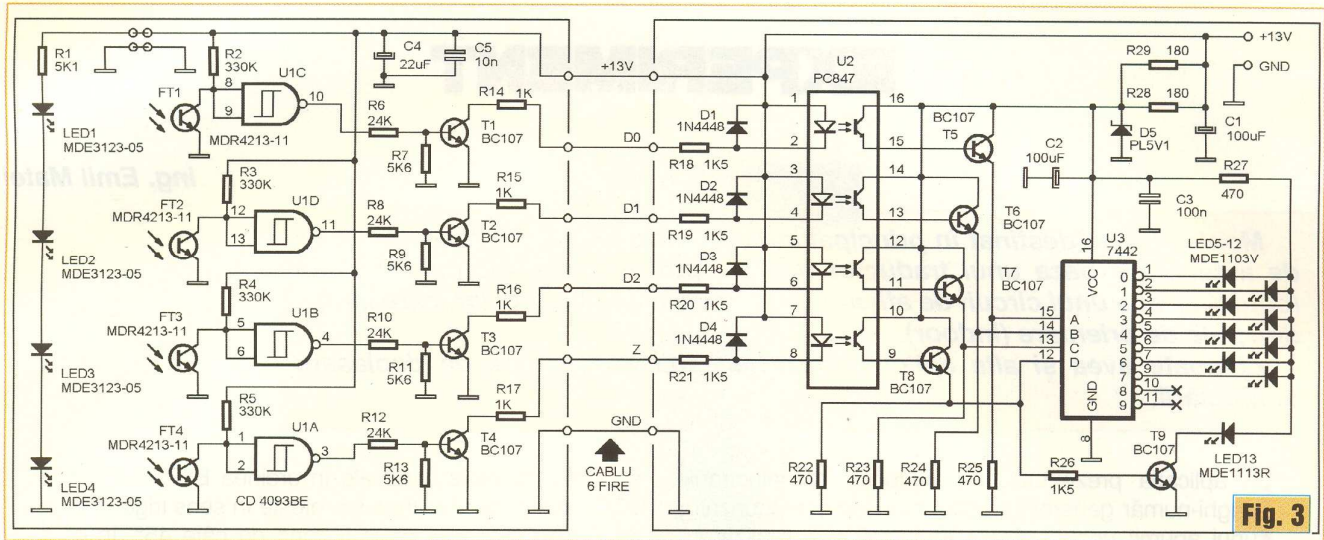 R1
5K1
LED1
MDE3123-05
LED2
MDE3123-05
LED3
MDE3123-05
LED4
MDE3123-05
R2
330K
FT1
8
9
U1C
10
MDR4213-11
R3
330K
FT2
MDR4213-11
12
13
U1D
11
R4
330K
FT3
MDR4213-11
5
6
U1B
4
R5
330K
FT4
MDR4213-11
1
2
U1A
3
CD 4093BE
C4
22uF
C5
10n
R6
24K
R7
5K6
R14 1K
T1
BC107
R8
24K
R9
5K6
R15
1K
T2
BC107
R10
24K
R11
5K6
R16
1K
T3
BC107
R12
24K
R13
5K6
R17
1K
T4
BC107
+13V
D0
D1
D2
Z
GND
CABLU
6 FIRE
D1
1N4448
R18 1K5
D2
1N4448
R19 1K5
D3
1N4448
R20 1K5
D4
1N4448
R21 1K5
U2
PC847
1
2
3
4
5
6
7
8
16
15
14
13
12
11
10
9
BC107
T5
T6
BC107
T7
BC107
T8
BC107
R22
470
R23
470
R24
470
R25
470
R26
1K5
R29 180
R28 180
+13V
GND
D5
PL5V1
C1
100uF
C2
100uF
C3
100n
R27
470
U3
7442
16
VCC
15
14
13
12
A
B
C
D
GND
8
0
1
2
3
4
5
6
7
8
9
1
2
3
4
5
6
7
9
10
11
LED5-12
MDE1103V
T9
BC107
LED13
MDE1113R
Fig. 3
Ing. Emil Matei